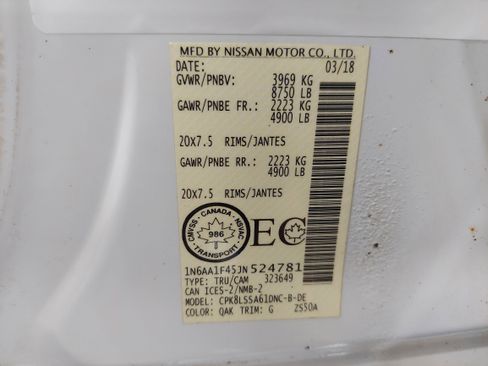 MFD BY NISSAN MOTOR CO., LTD.
DATE: 03/18
GVWR/PNBV: 3969 KG
8750 LB
GAWR/PNBE FR.: 2223 KG
4900 LB
20X7.5 RIMS/JANTES
GAWR/PNBE RR.: 2223 KG
4900 LB
20X7.5 RIMS/JANTES
CMVSS - CANADA - NSVAC
986
TRANSPORT
EC
1N6AA1F45JN524781
TYPE: TRU/CAM 323649
CAN ICES-2/NMB-2
MODEL: CPK8LSSA61DNC-B-DE
COLOR: QAK TRIM: G ZS50A